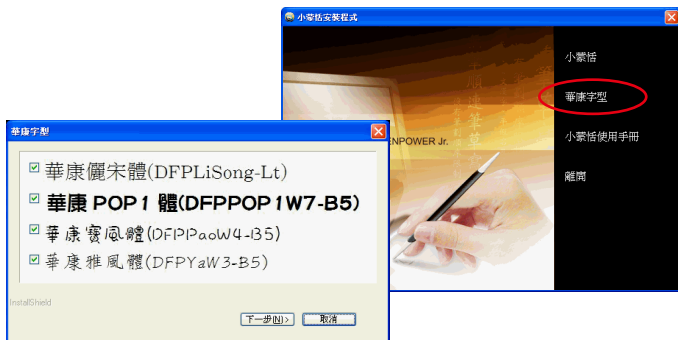 小蒙恬安裝程式
小蒙恬
華康字型
ENPOWER Jr.
小蒙恬使用手冊
離開
華康字型
華康儷宋體(DFPLiSong-Lt)
華康 POP1 體(DFPPOP1W7-B5)
華康寶風體(DFPPaoW4-B5)
華康雅風體(DFPYaW3-B5)
InstallShield
下一步(N)>
取消